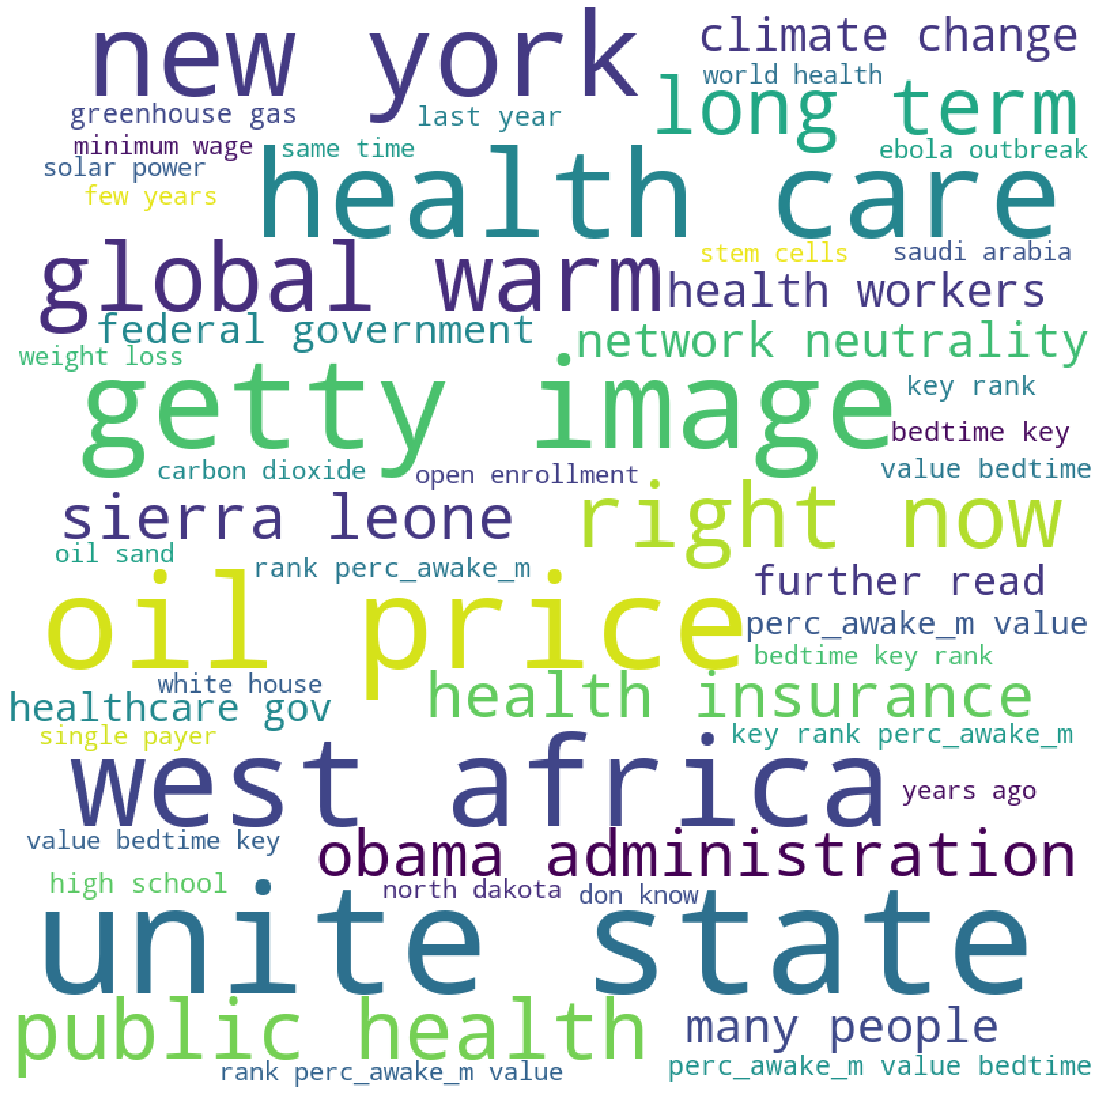 new york
climate change
world health
long term
greenhouse gas
last year
minimum wage
same time
ebola outbreak
solar power
health care
few years
global warm
stem cells
saudi arabia
health workers
federal government
network neutrality
weight loss
getty image
key rank
bedtime key
carbon dioxide
open enrollment
value bedtime
sierra leone
right now
oil sand
rank perc_awake_m
further read
oil price
perc_awake_m value
bedtime key rank
white house
health insurance
healthcare gov
single payer
key rank perc_awake_m
west africa
years ago
value bedtime key
obama administration
high school
north dakota
don know
unite state
public health
many people
rank perc_awake_m value
perc_awake_m value bedtime